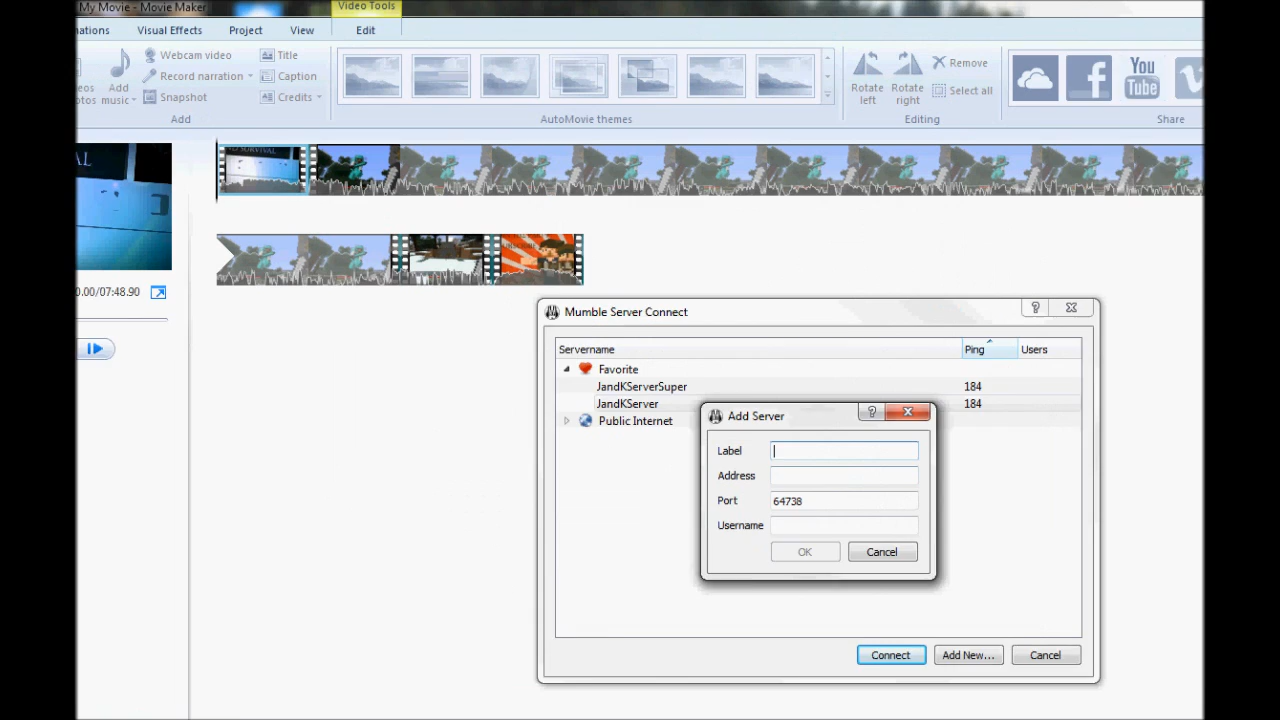 My Movie - Movie Maker
Video Tools
ations
Visual Effects
Project
View
Edit
Webcam video
Title
Record narration
Caption
Snapshot
Credits
eos
otos
Add
music
Add
AutoMovie themes
Rotate
left
Rotate
right
Remove
Select all
Editing
You
Tube
Share
0.00/07:48.90
Mumble Server Connect
Servername Ping Users
Favorite
JandKServerSuper 184
JandKServer 184
Public Internet
Add Server
Label
Address
Port 64738
Username
OK Cancel
Connect Add New... Cancel